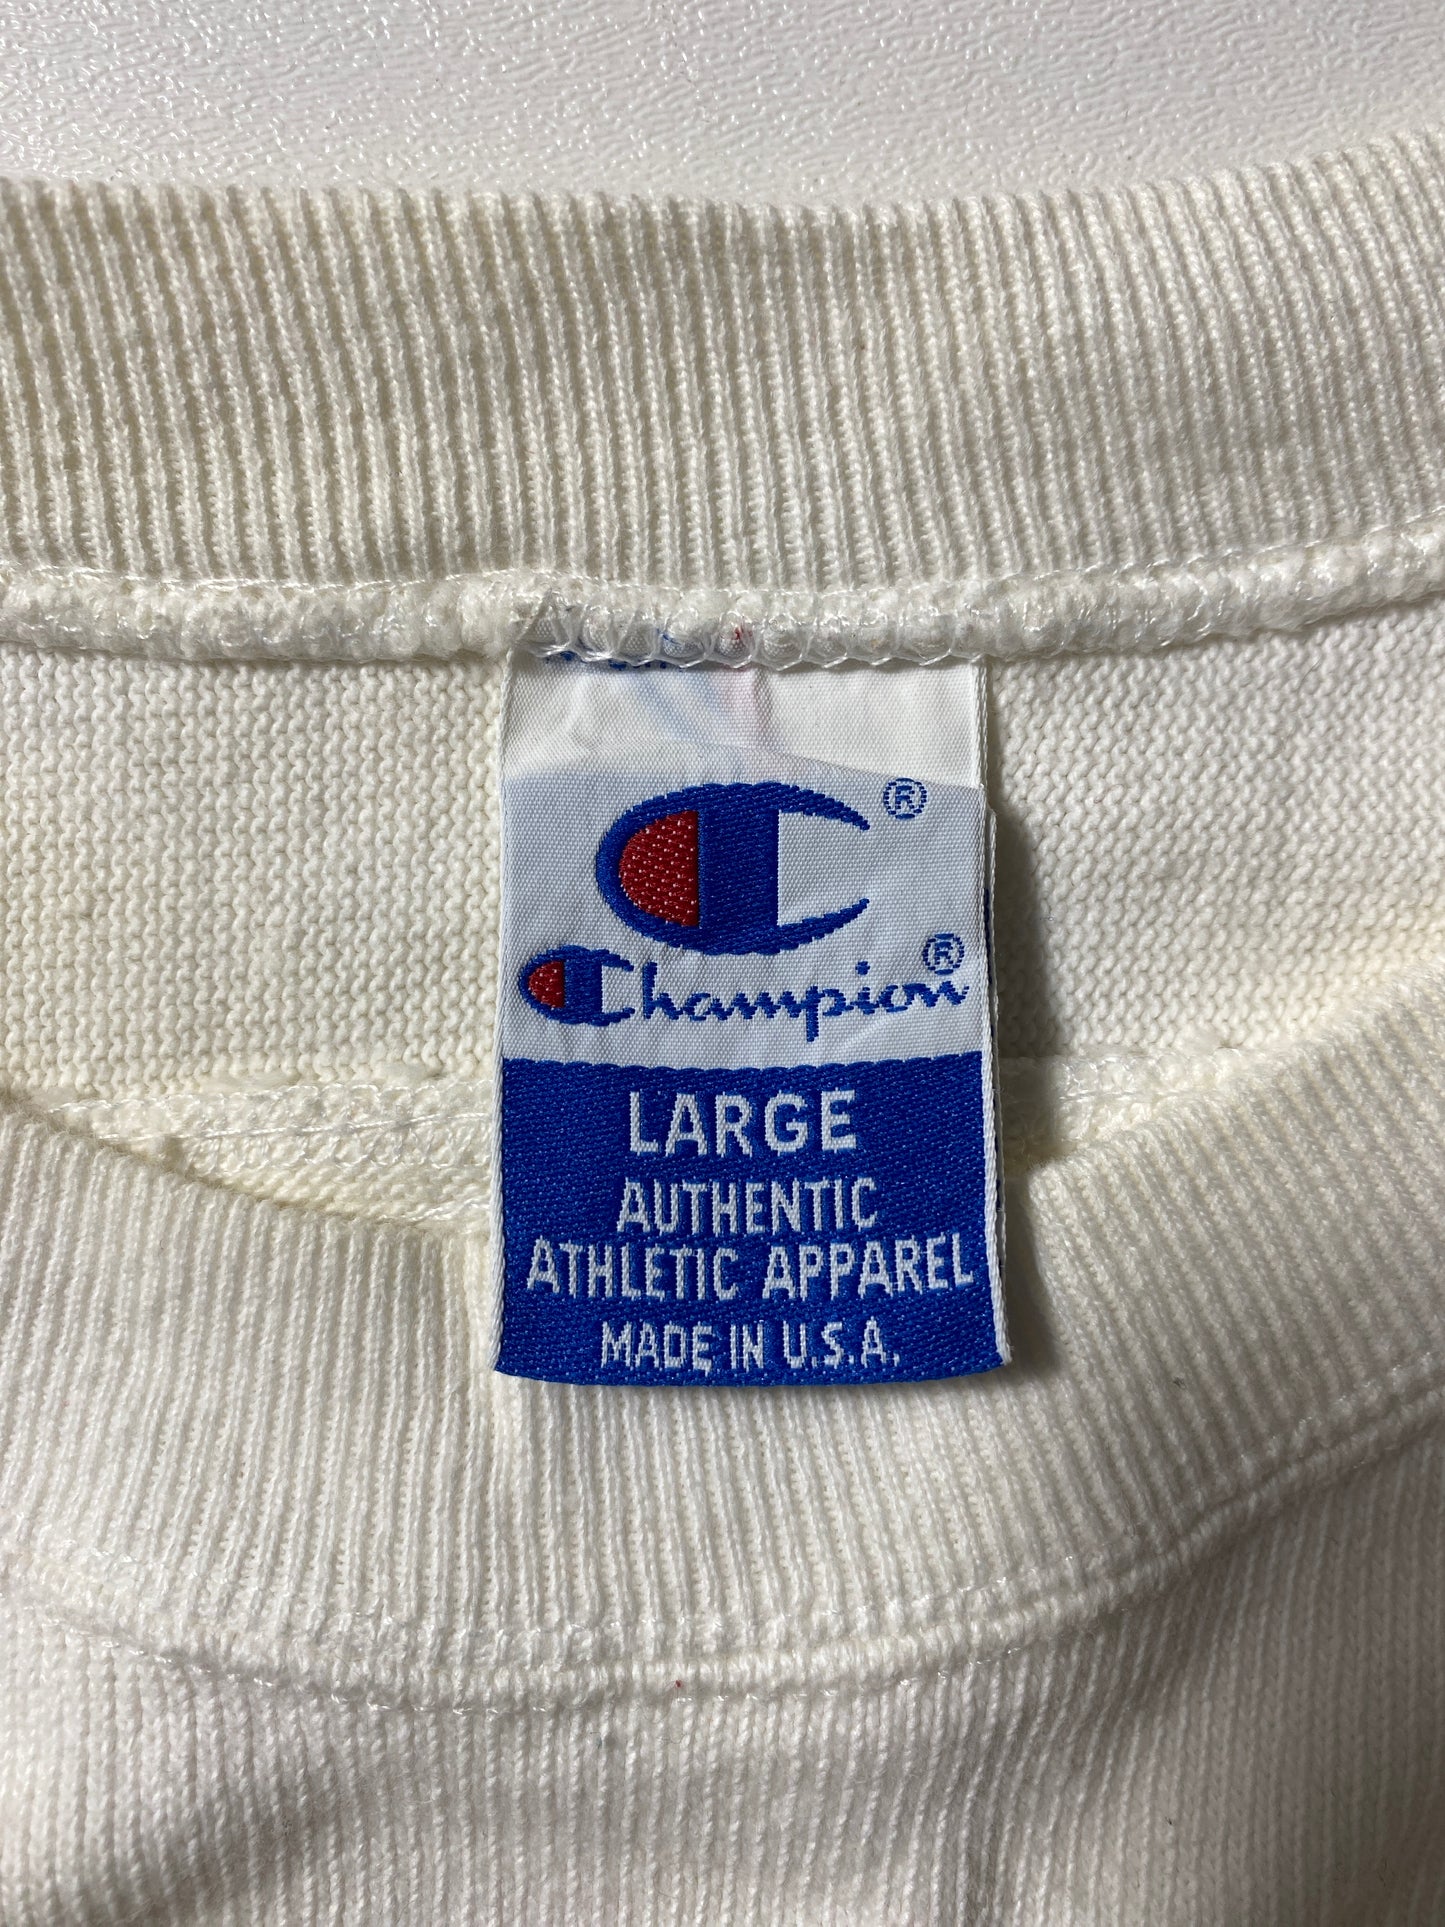 ®
Champion®
LARGE
AUTHENTIC
ATHLETIC APPAREL
MADE IN U.S.A.